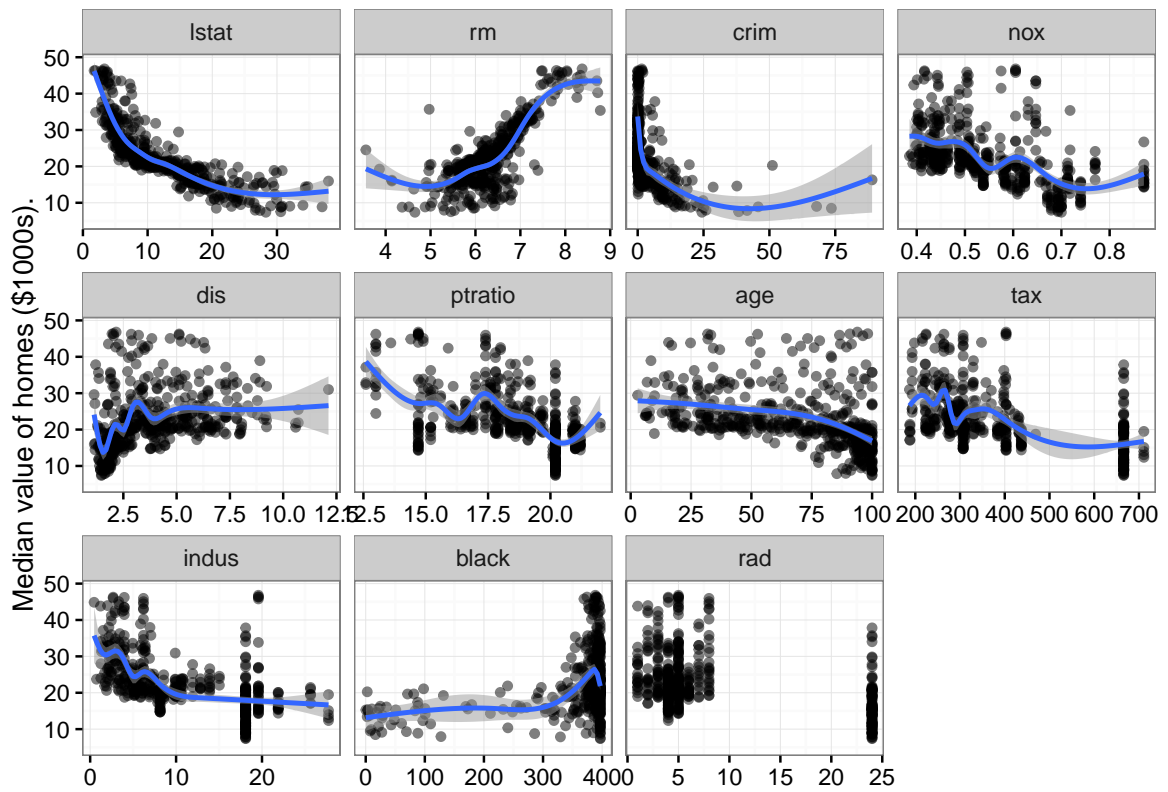 Median value of homes ($1000s).
lstat rm crim nox
50
40
30
20
10
0 10 20 30 4 5 6 7 8 9 0 25 50 75 0.4 0.5 0.6 0.7 0.8
dis ptratio age tax
50
40
30
20
10
2.5 5.0 7.5 10.0 12.5 12.5 15.0 17.5 20.0 0 25 50 75 100 200 300 400 500 600 700
indus black rad
50
40
30
20
10
0 10 20 0 100 200 300 400 0 5 10 15 20 25